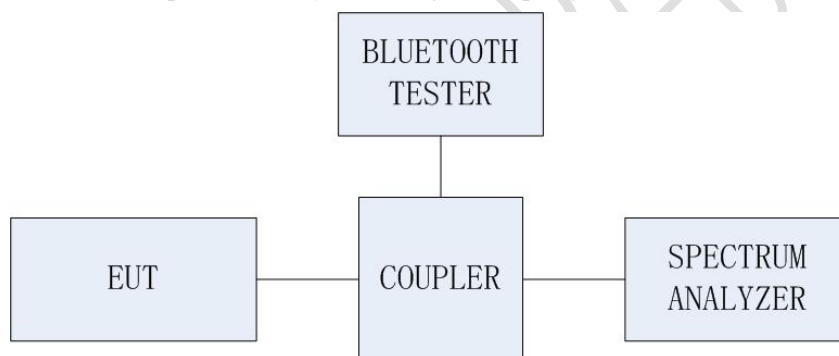 BLUETOOTH
TESTER
EUT
COUPLER
SPECTRUM
ANALYZER